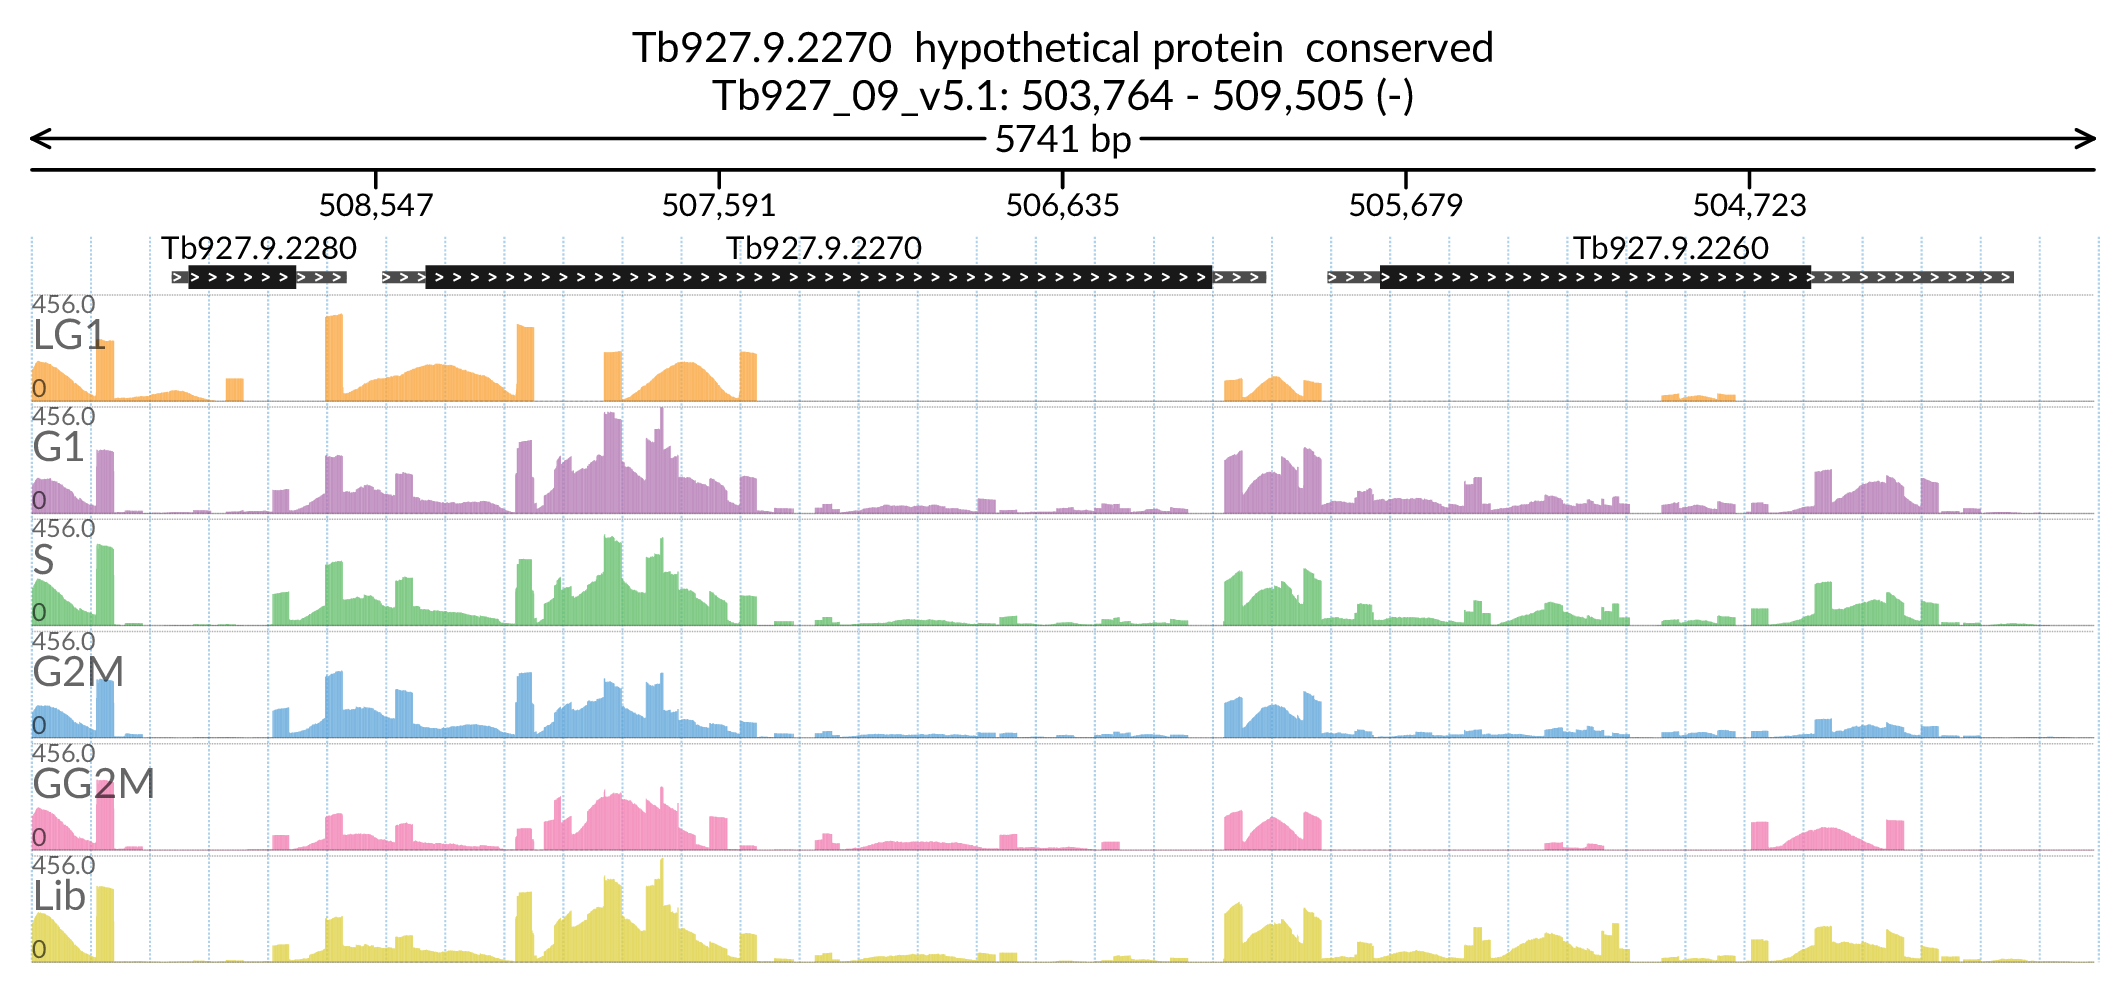 Tb927.9.2270 hypothetical protein conserved
Tb927_09_v5.1: 503,764 - 509,505 (-)
5741 bp
508,547 507,591 506,635 505,679 504,723
Tb927.9.2280 Tb927.9.2270 Tb927.9.2260
456.0
LG1
0
456.0
G1
0
456.0
S
0
456.0
G2M
0
456.0
GG2M
0
456.0
Lib
0